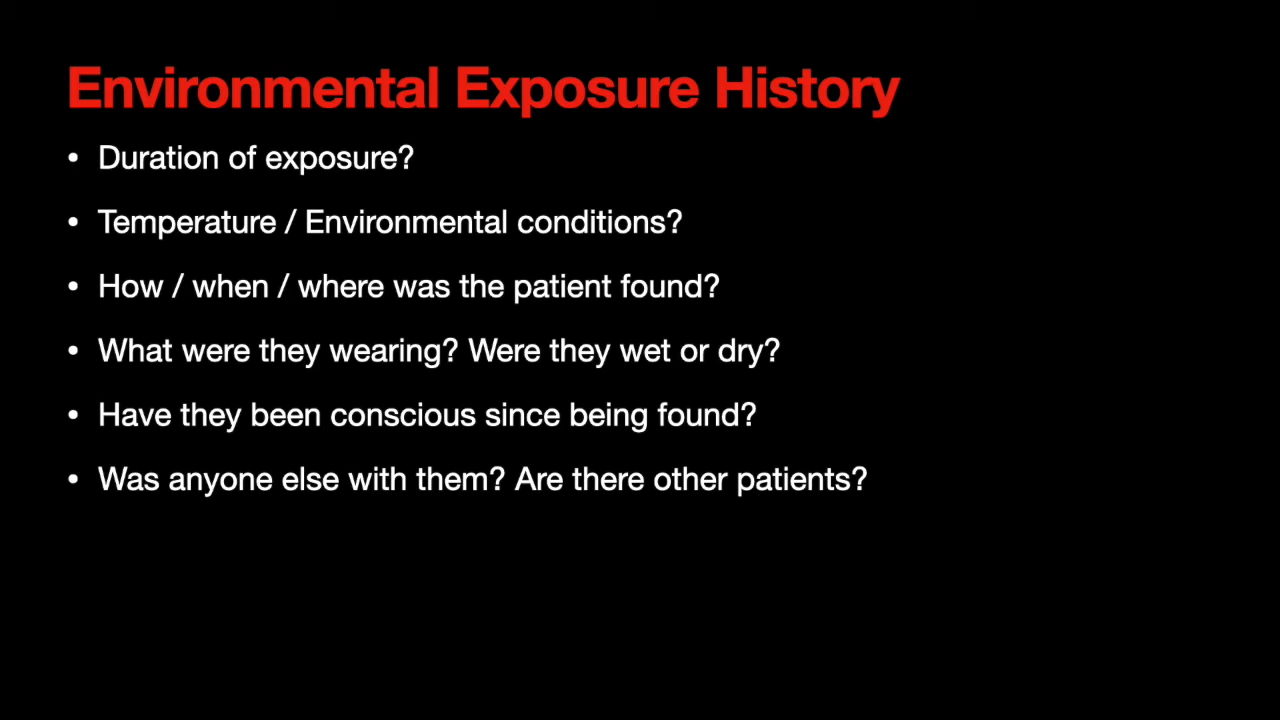 Environmental Exposure History
• Duration of exposure?
• Temperature / Environmental conditions?
• How / when / where was the patient found?
• What were they wearing? Were they wet or dry?
• Have they been conscious since being found?
• Was anyone else with them? Are there other patients?